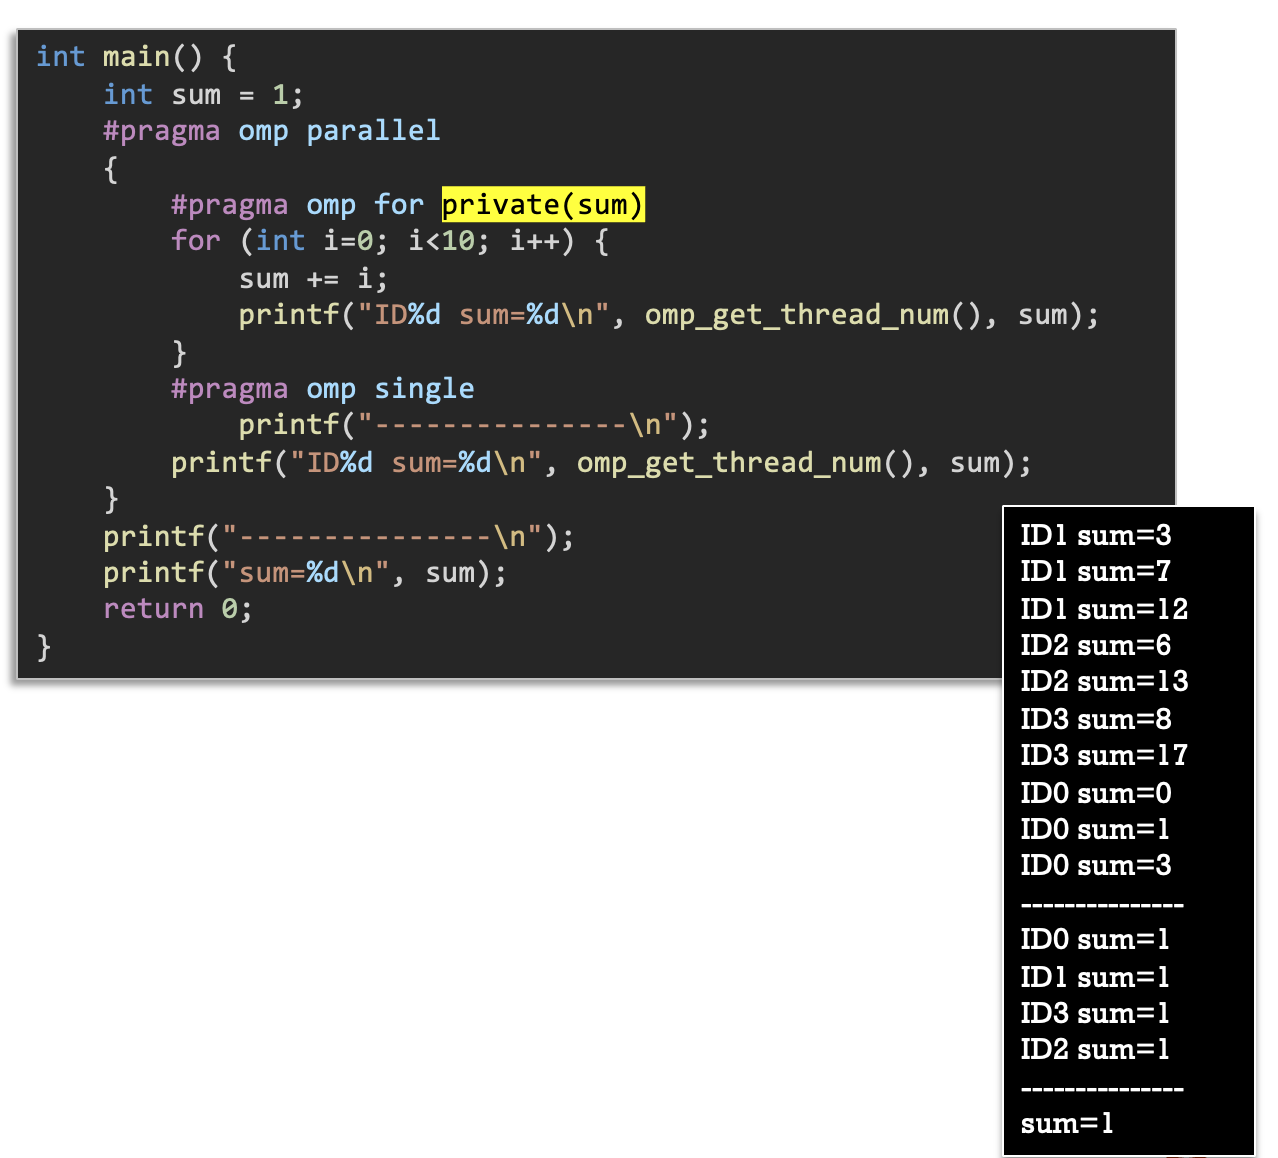 int main() {
    int sum = 1;
    #pragma omp parallel
    {
        #pragma omp for private(sum)
        for (int i=0; i<10; i++) {
            sum += i;
            printf("ID%d sum=%d\n", omp_get_thread_num(), sum);
        }
        #pragma omp single
            printf("---------------\n");
        printf("ID%d sum=%d\n", omp_get_thread_num(), sum);
    }
    printf("---------------\n");
    printf("sum=%d\n", sum);
    return 0;
}
ID1 sum=3
ID1 sum=7
ID1 sum=12
ID2 sum=6
ID2 sum=13
ID3 sum=8
ID3 sum=17
ID0 sum=0
ID0 sum=1
ID0 sum=3
---------------
ID0 sum=1
ID1 sum=1
ID3 sum=1
ID2 sum=1
---------------
sum=1